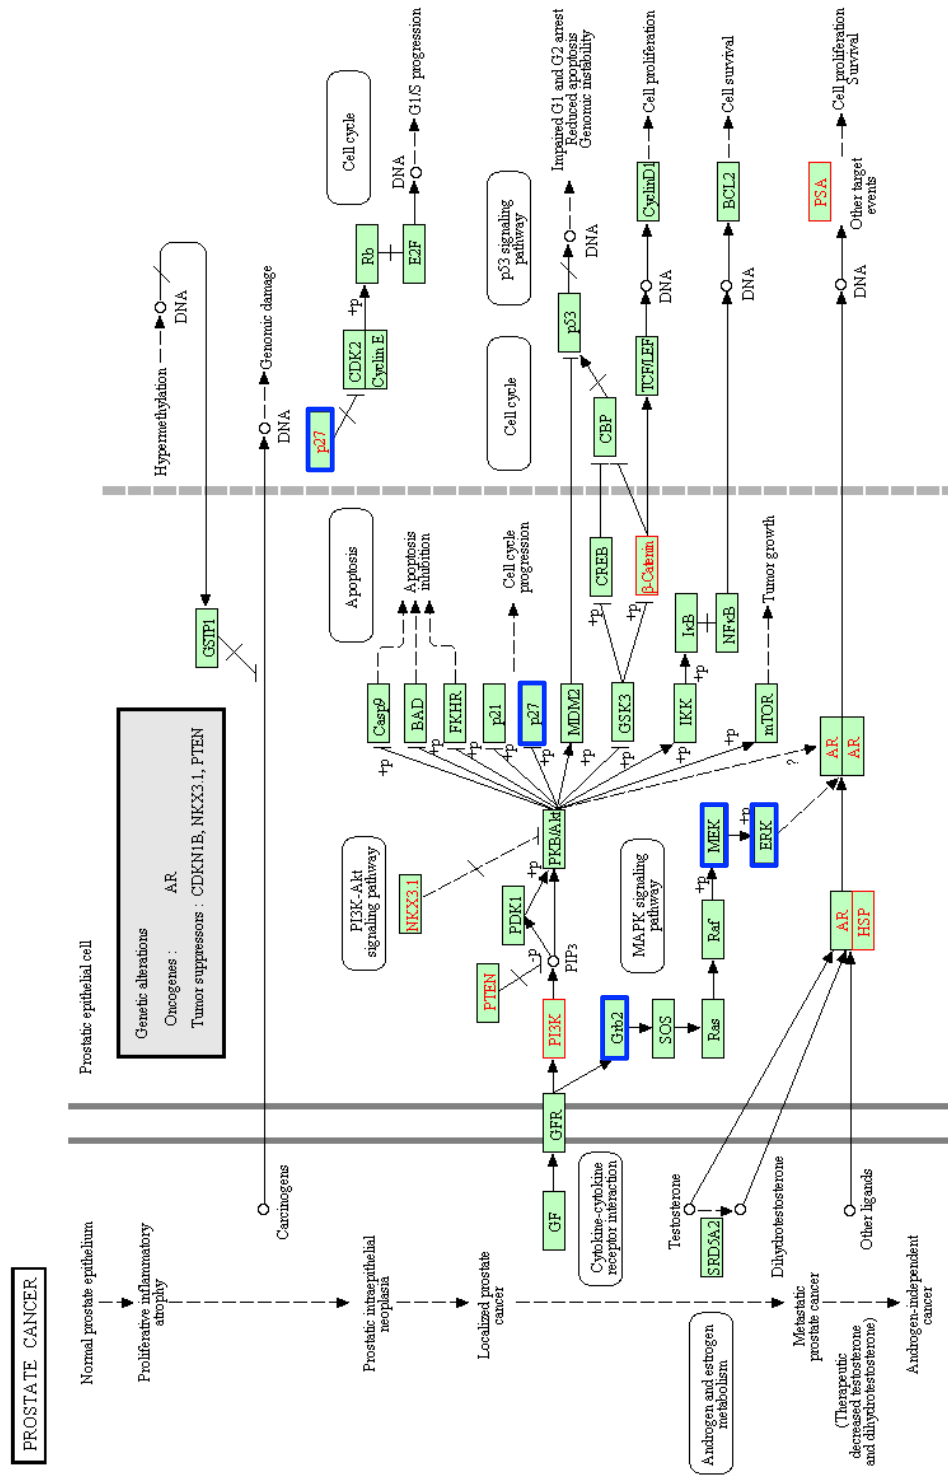 PROSTATE CANCER
Normal prostate epithelium
Proliferative inflammatory
atrophy
Prostatic intraepithelial
neoplasia
Localized prostate
cancer
Metastatic
prostate cancer
(Therapeutic
decreased testosterone
and dihydrotestosterone)
Androgen-independent
cancer
Prostatic epithelial cell
Genetic alterations
Oncogenes : AR
Tumor suppressors : CDKN1B, NKX3.1, PTEN
Carcinogens
GSTP1
Hypermethylation
DNA
DNA
Genomic damage
Cytokine-cytokine
receptor interaction
GF
GFR
PI3K
PTEN
-p
PIP3
PDK1
+p
PKB/Akt
NKX3.1
PI3K-Akt
signaling pathway
Grb2
SOS
Ras
Raf
+p
MEK
+p
ERK
MAPK signaling
pathway
+p
Casp9
+p
BAD
+p
FKHR
+p
p21
+p
p27
+p
MDM2
+p
GSK3
+p
IKK
+p
mTOR
?
Apoptosis
Apoptosis
inhibition
Cell cycle
progression
+p
CREB
+p
β-Catenin
+p
IκB
NFκB
Tumor growth
p27
CDK2
Cyclin E
+p
Rb
E2F
DNA
G1/S progression
Cell cycle
Cell cycle
p53 signaling
pathway
CBP
p53
DNA
Impaired G1 and G2 arrest
Reduced apoptosis
Genomic instability
TCF/LEF
DNA
CyclinD1
Cell proliferation
DNA
BCL2
Cell survival
Androgen and estrogen
metabolism
Testosterone
SRD5A2
Dihydrotestosterone
Other ligands
AR
HSP
AR
AR
DNA
PSA
Other target
events
Cell proliferation
Survival